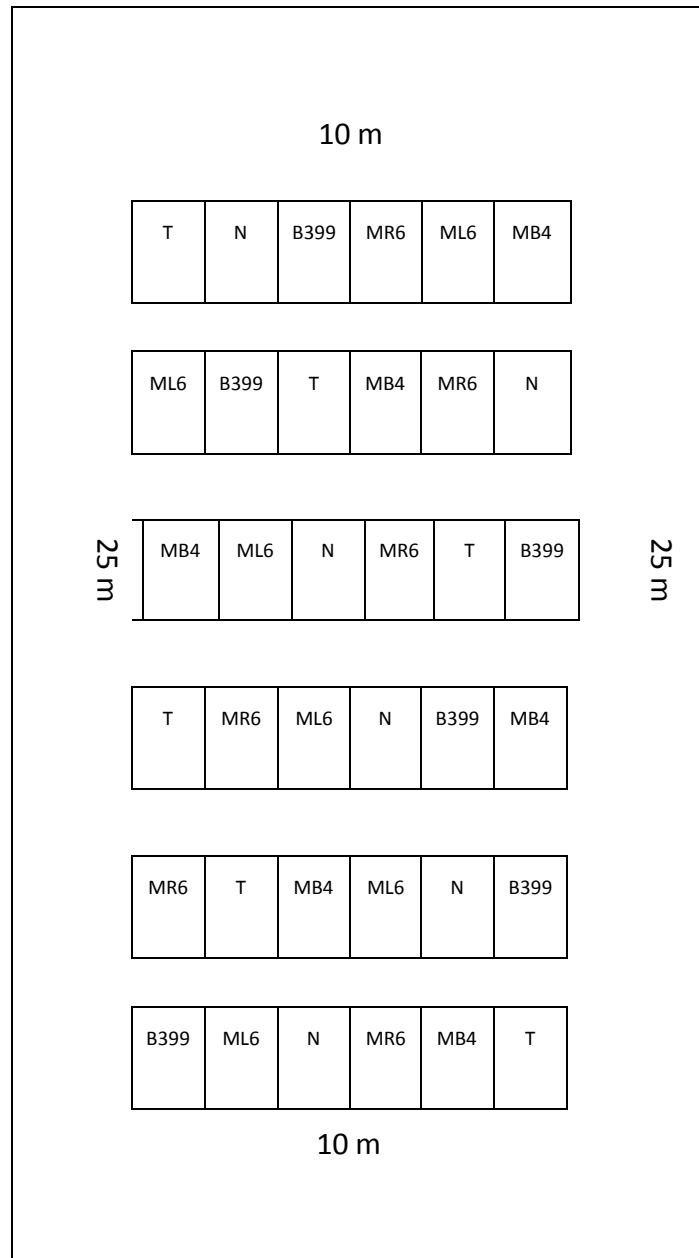 10 m
T N B399 MR6 ML6 MB4
ML6 B399 T MB4 MR6 N
25 m
MB4 ML6 N MR6 T B399
25 m
T MR6 ML6 N B399 MB4
MR6 T MB4 ML6 N B399
B399 ML6 N MR6 MB4 T
10 m